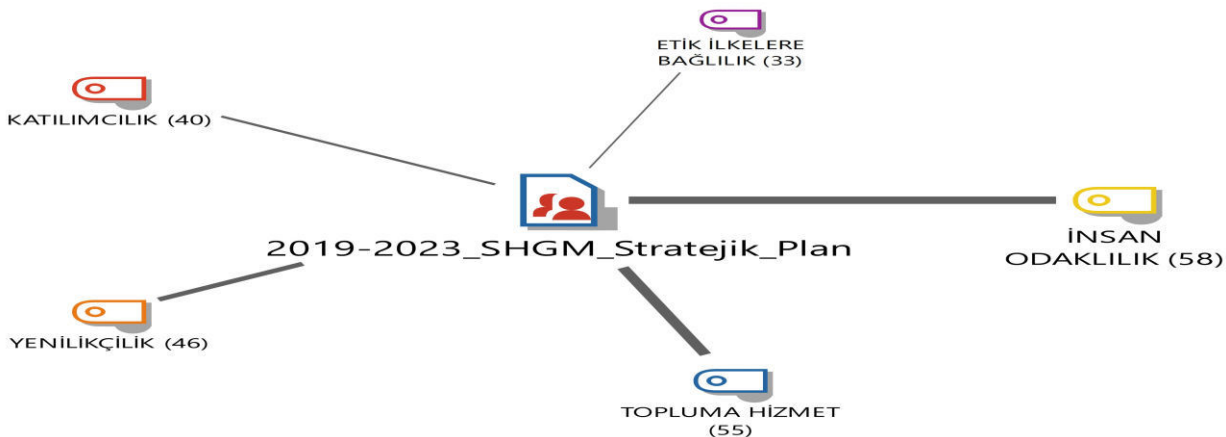 ETİK İLKELERE
BAĞLILIK (33)
KATILIMCILIK (40)
2019-2023_SHGM_Stratejik_Plan
İNSAN
ODAKLILIK (58)
YENİLİKÇİLİK (46)
TOPLUMA HİZMET
(55)